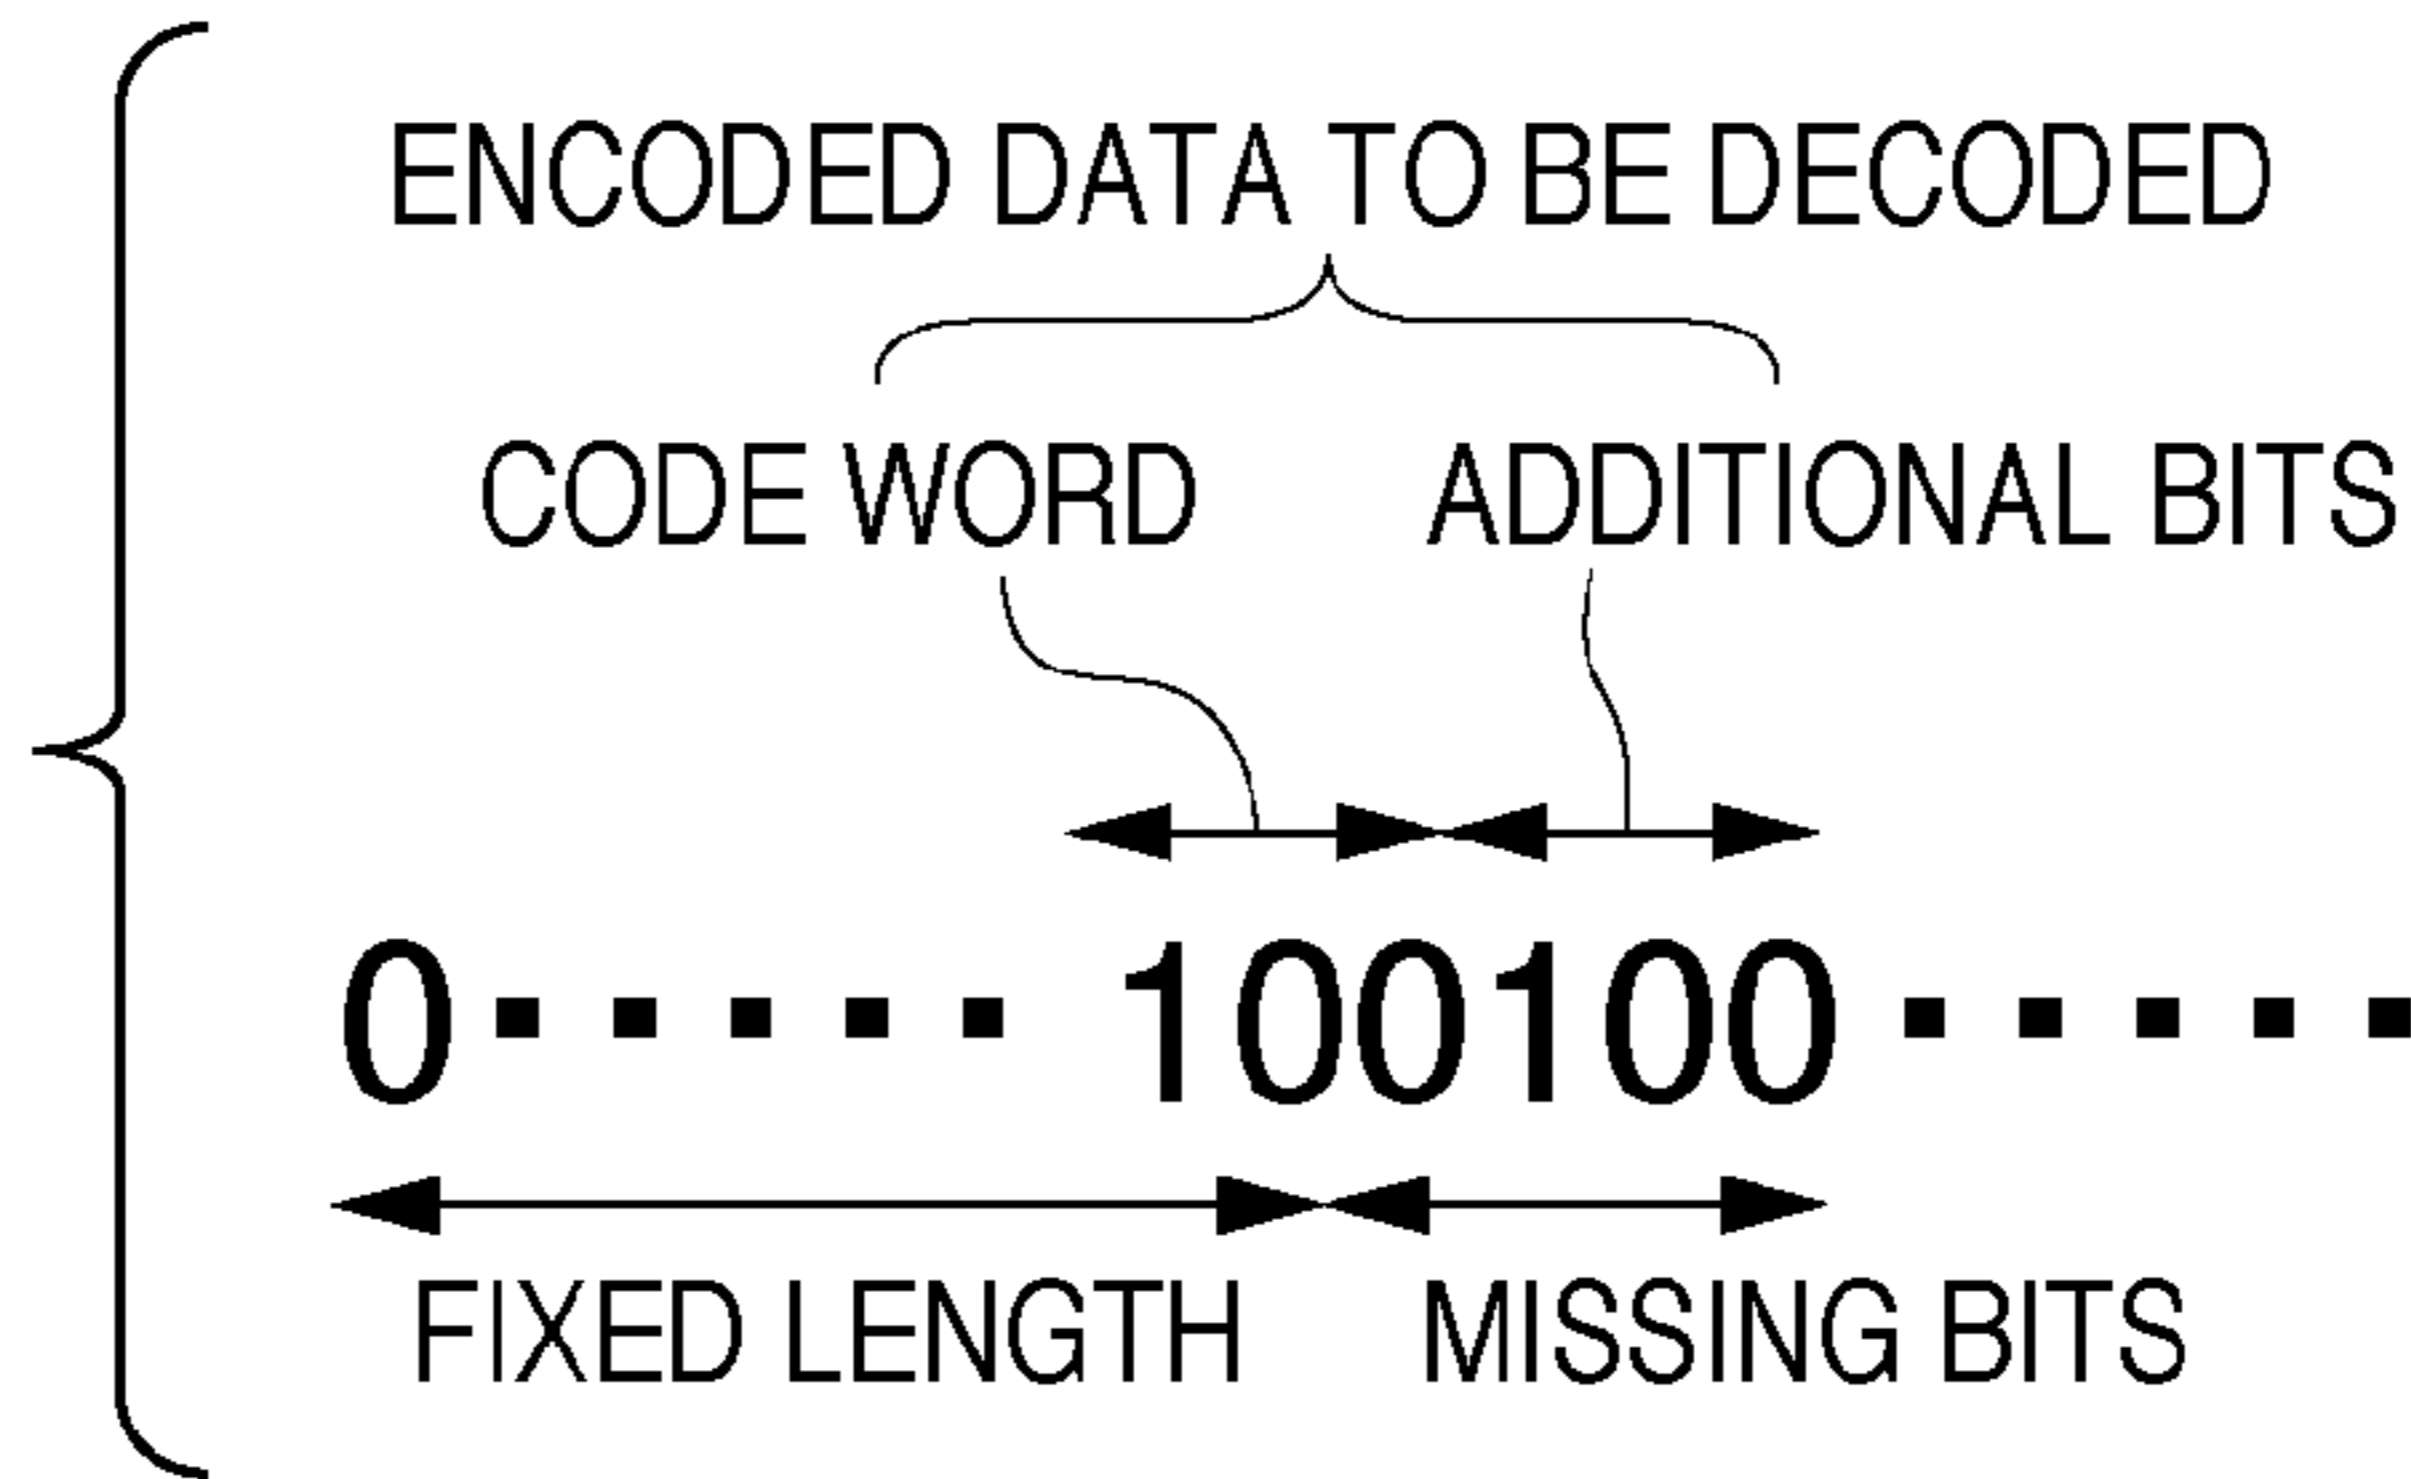 ENCODED DATA TO BE DECODED
CODE WORD ADDITIONAL BITS
0▪▪▪▪▪100100▪▪▪▪▪
FIXED LENGTH MISSING BITS